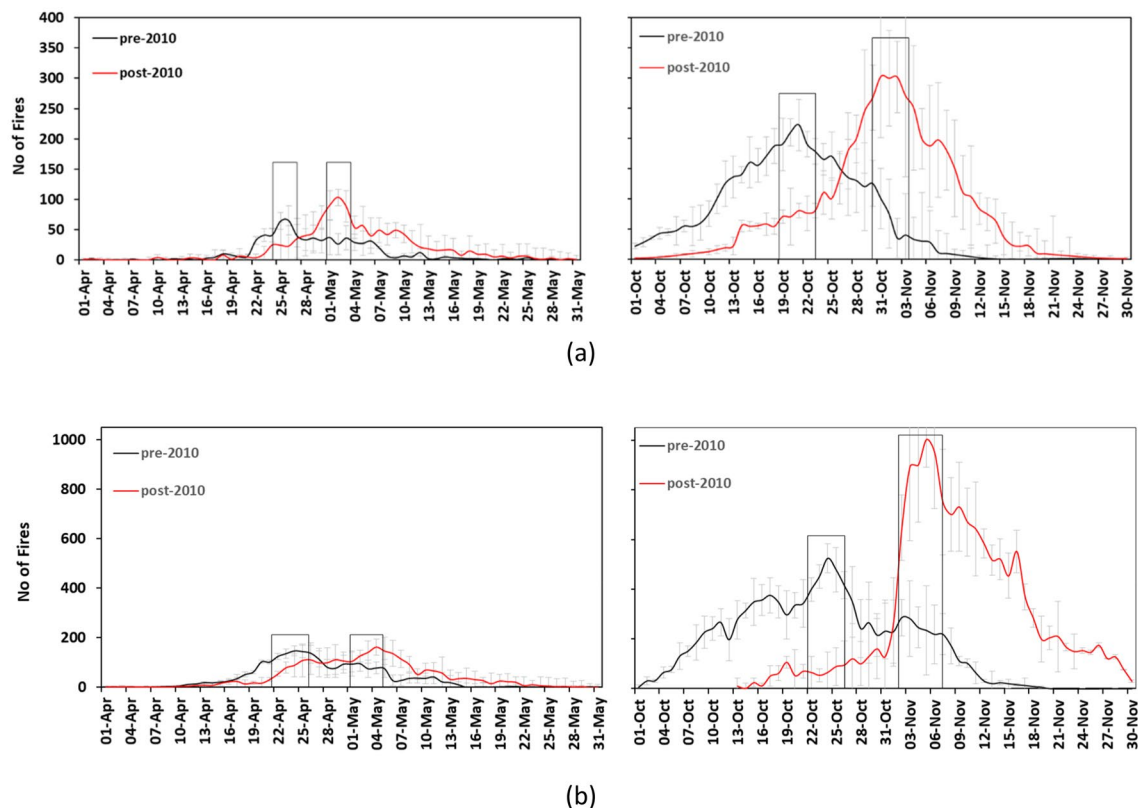 400
350
300
250
200
150
100
50
0
No of Fires
pre-2010
post-2010
01-Apr
04-Apr
07-Apr
10-Apr
13-Apr
16-Apr
19-Apr
22-Apr
25-Apr
28-Apr
01-May
04-May
07-May
10-May
13-May
16-May
19-May
22-May
25-May
28-May
31-May
pre-2010
post-2010
01-Oct
04-Oct
07-Oct
10-Oct
13-Oct
16-Oct
19-Oct
22-Oct
25-Oct
28-Oct
31-Oct
03-Nov
06-Nov
09-Nov
12-Nov
15-Nov
18-Nov
21-Nov
24-Nov
27-Nov
30-Nov
(a)
1000
800
600
400
200
0
No of Fires
pre-2010
post-2010
01-Apr
04-Apr
07-Apr
10-Apr
13-Apr
16-Apr
19-Apr
22-Apr
25-Apr
28-Apr
01-May
04-May
07-May
10-May
13-May
16-May
19-May
22-May
25-May
28-May
31-May
pre-2010
post-2010
01-Oct
04-Oct
07-Oct
10-Oct
13-Oct
16-Oct
19-Oct
22-Oct
25-Oct
28-Oct
31-Oct
03-Nov
06-Nov
09-Nov
12-Nov
15-Nov
18-Nov
21-Nov
24-Nov
27-Nov
30-Nov
(b)